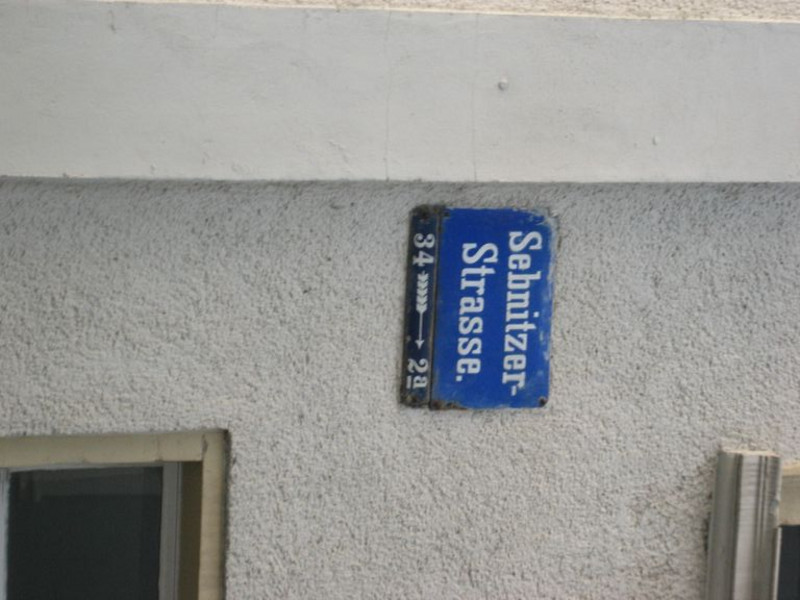 Sebnitzer-
Strasse.
34 → 2a